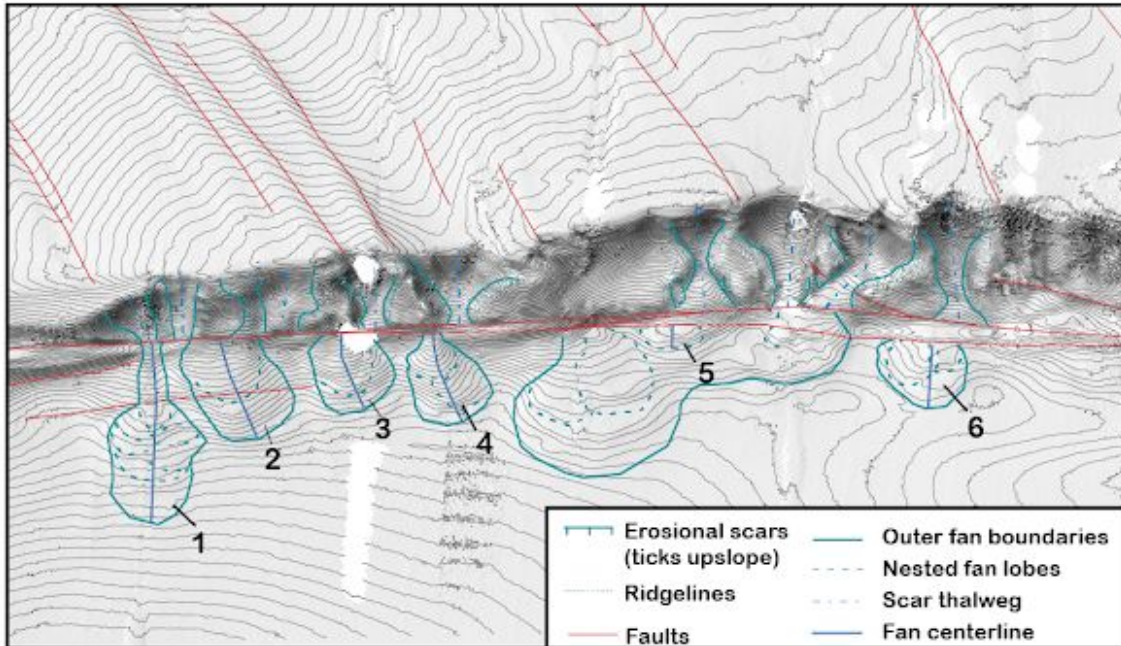 5
6
3
4
2
1
Erosional scars
(ticks upslope)
Ridgelines
Faults
Outer fan boundaries
Nested fan lobes
Scar thalweg
Fan centerline